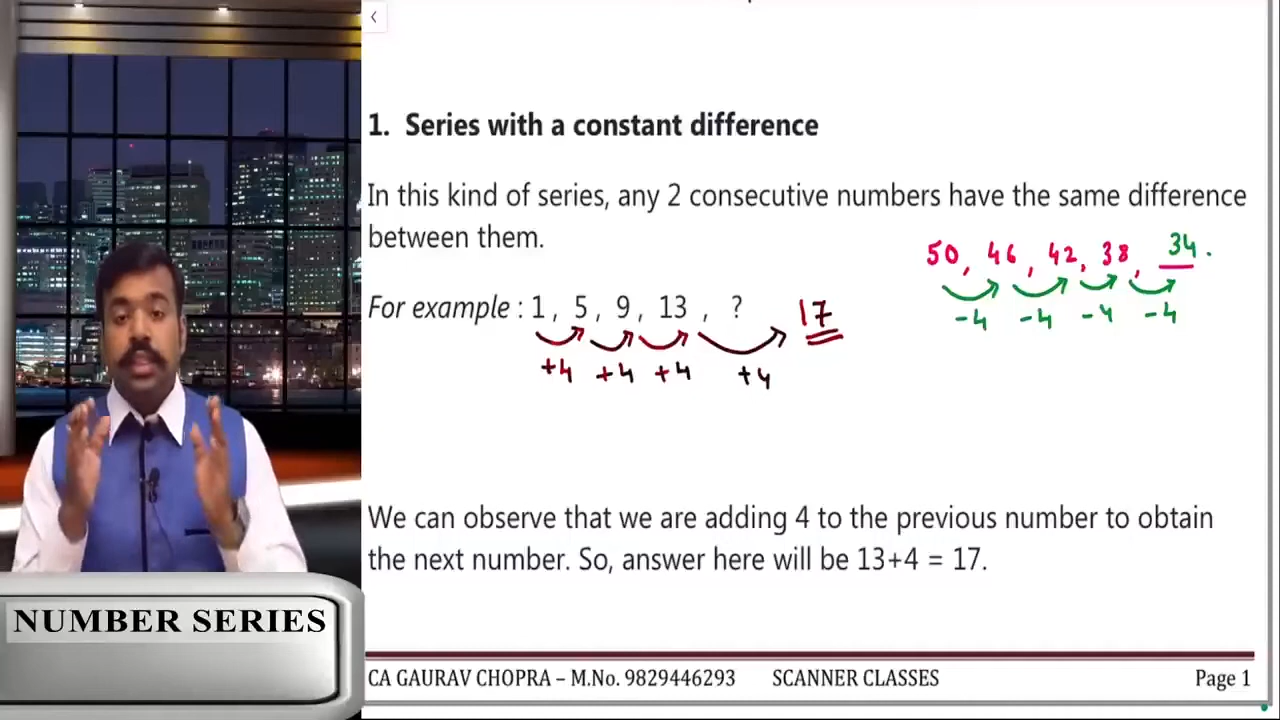 1. Series with a constant difference
In this kind of series, any 2 consecutive numbers have the same difference
between them.
50, 46, 42, 38, 34.
-4 -4 -4 -4
For example : 1 , 5 , 9 , 13 , ? 17
+4 +4 +4 +4
We can observe that we are adding 4 to the previous number to obtain
the next number. So, answer here will be 13+4 = 17.
NUMBER SERIES
CA GAURAV CHOPRA – M.No. 9829446293 SCANNER CLASSES Page 1